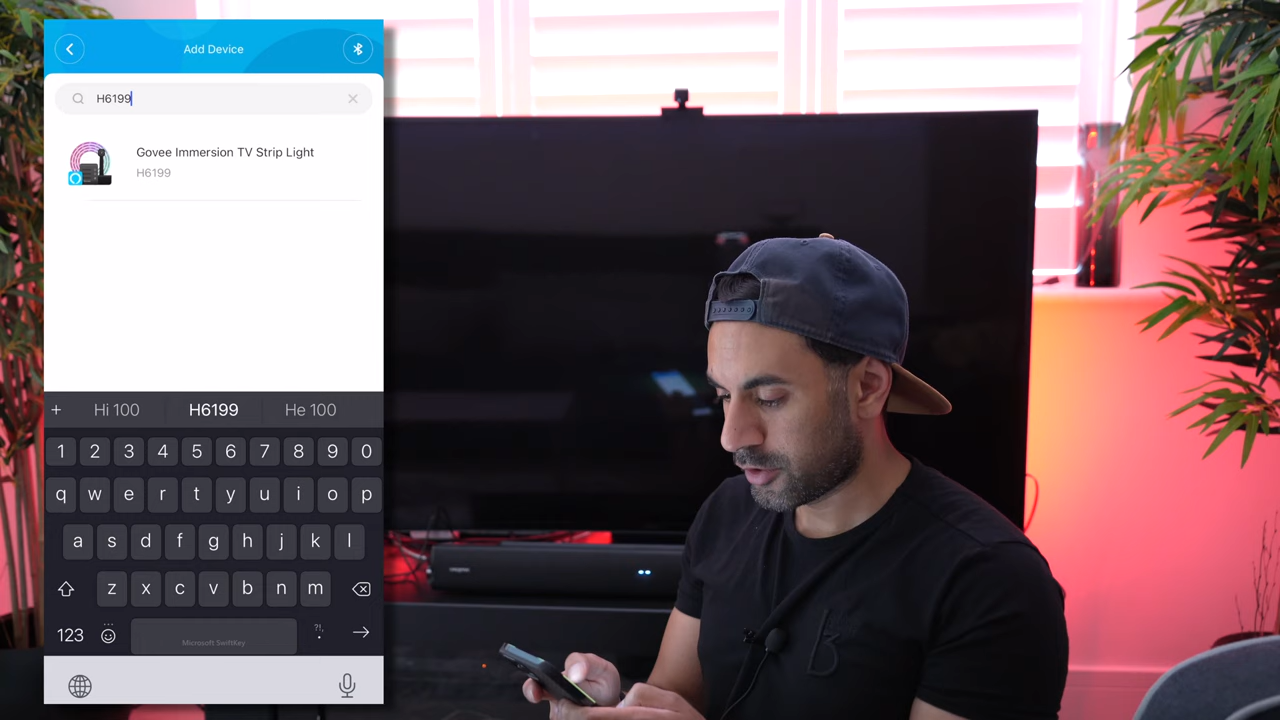 Add Device
H6199
Govee Immersion TV Strip Light
H6199
+ Hi 100 H6199 He 100
1 2 3 4 5 6 7 8 9 0
q w e r t y u i o p
a s d f g h j k l
z x c v b n m
123 ?!, .
Microsoft SwiftKey